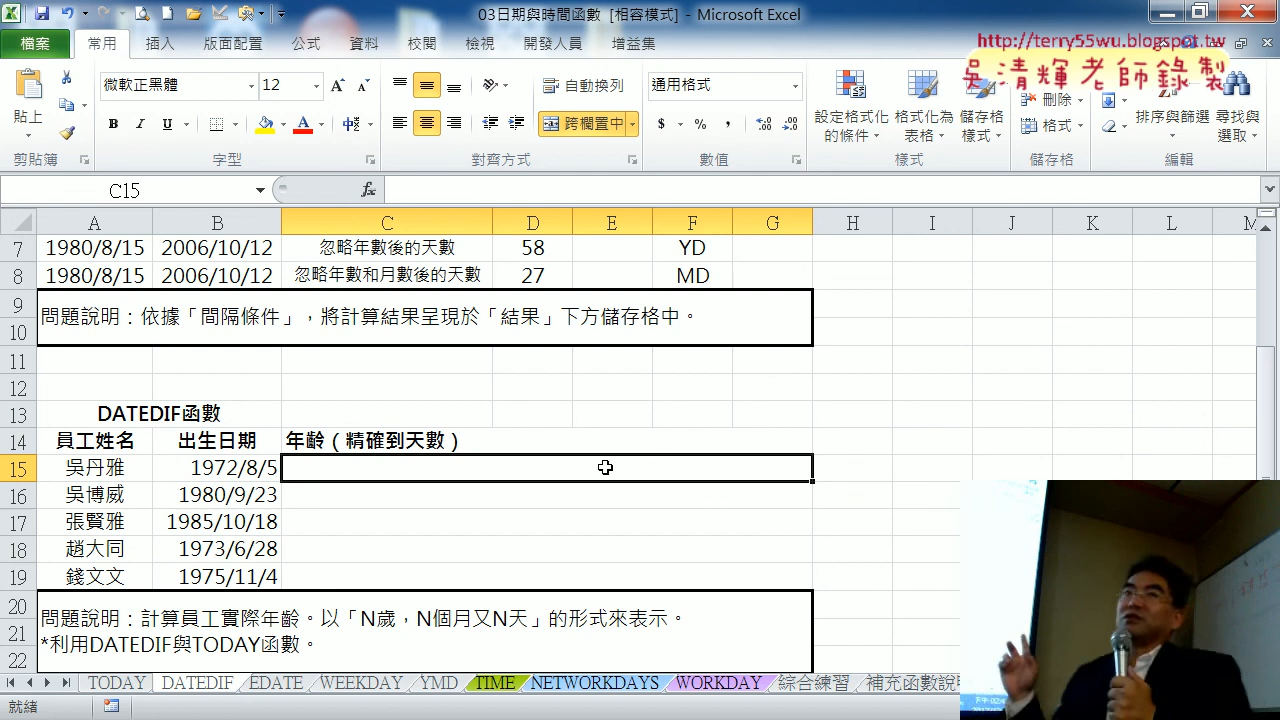 03日期與時間函數 [相容模式] - Microsoft Excel
http://terry55wu.blogspot.tw
吳清輝老師錄製
檔案 常用 插入 版面配置 公式 資料 校閱 檢視 開發人員 增益集
微軟正黑體 12 自動換列 通用格式 刪除
貼上 B I U 跨欄置中 $ % , 設定格式化的條件 格式化為表格 儲存格樣式 格式 排序與篩選 尋找與選取
剪貼簿 字型 對齊方式 數值 樣式 儲存格 編輯
C15 fx
A B C D E F G H I J K L M
7 1980/8/15 2006/10/12 忽略年數後的天數 58 YD
8 1980/8/15 2006/10/12 忽略年數和月數後的天數 27 MD
9
問題說明：依據「間隔條件」，將計算結果呈現於「結果」下方儲存格中。
10
11
12
13 DATEDIF函數
14 員工姓名 出生日期 年齡（精確到天數）
15 吳丹雅 1972/8/5
16 吳博威 1980/9/23
17 張賢雅 1985/10/18
18 趙大同 1973/6/28
19 錢文文 1975/11/4
20
問題說明：計算員工實際年齡。以「N歲，N個月又N天」的形式來表示。
21
*利用DATEDIF與TODAY函數。
22
TODAY DATEDIF EDATE WEEKDAY YMD TIME NETWORKDAYS WORKDAY 綜合練習 補充函數說
就緒